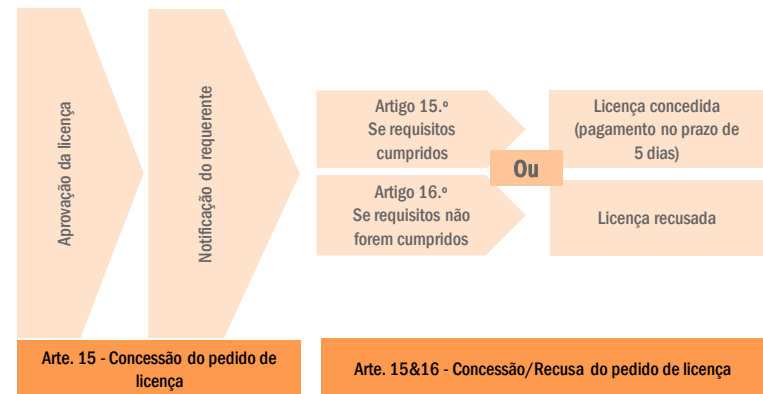 Aprovação da licença
Notificação do requerente
Artigo 15.º
Se requisitos
cumpridos
Licença concedida
(pagamento no prazo de
5 dias)
Ou
Artigo 16.º
Se requisitos não
forem cumpridos
Licença recusada
Arte. 15 - Concessão do pedido de
licença
Arte. 15&16 - Concessão/Recusa do pedido de licença